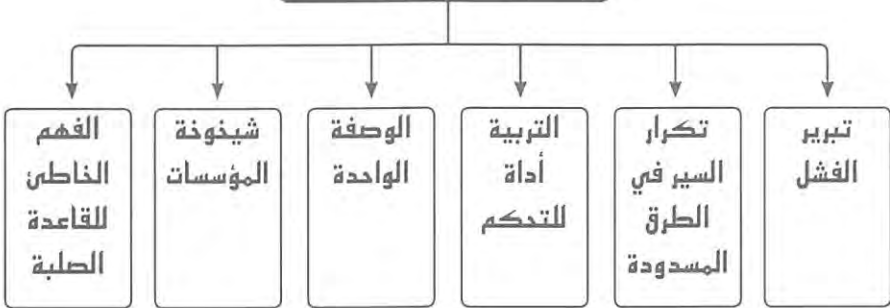 تبرير
الفشل
تكرار
السير في
الطرق
المسدودة
التربية
أداة
للتحكم
الوصفة
الواحدة
شيخوخة
المؤسسات
الفهم
الخاطئ
للقاعدة
الصلبة